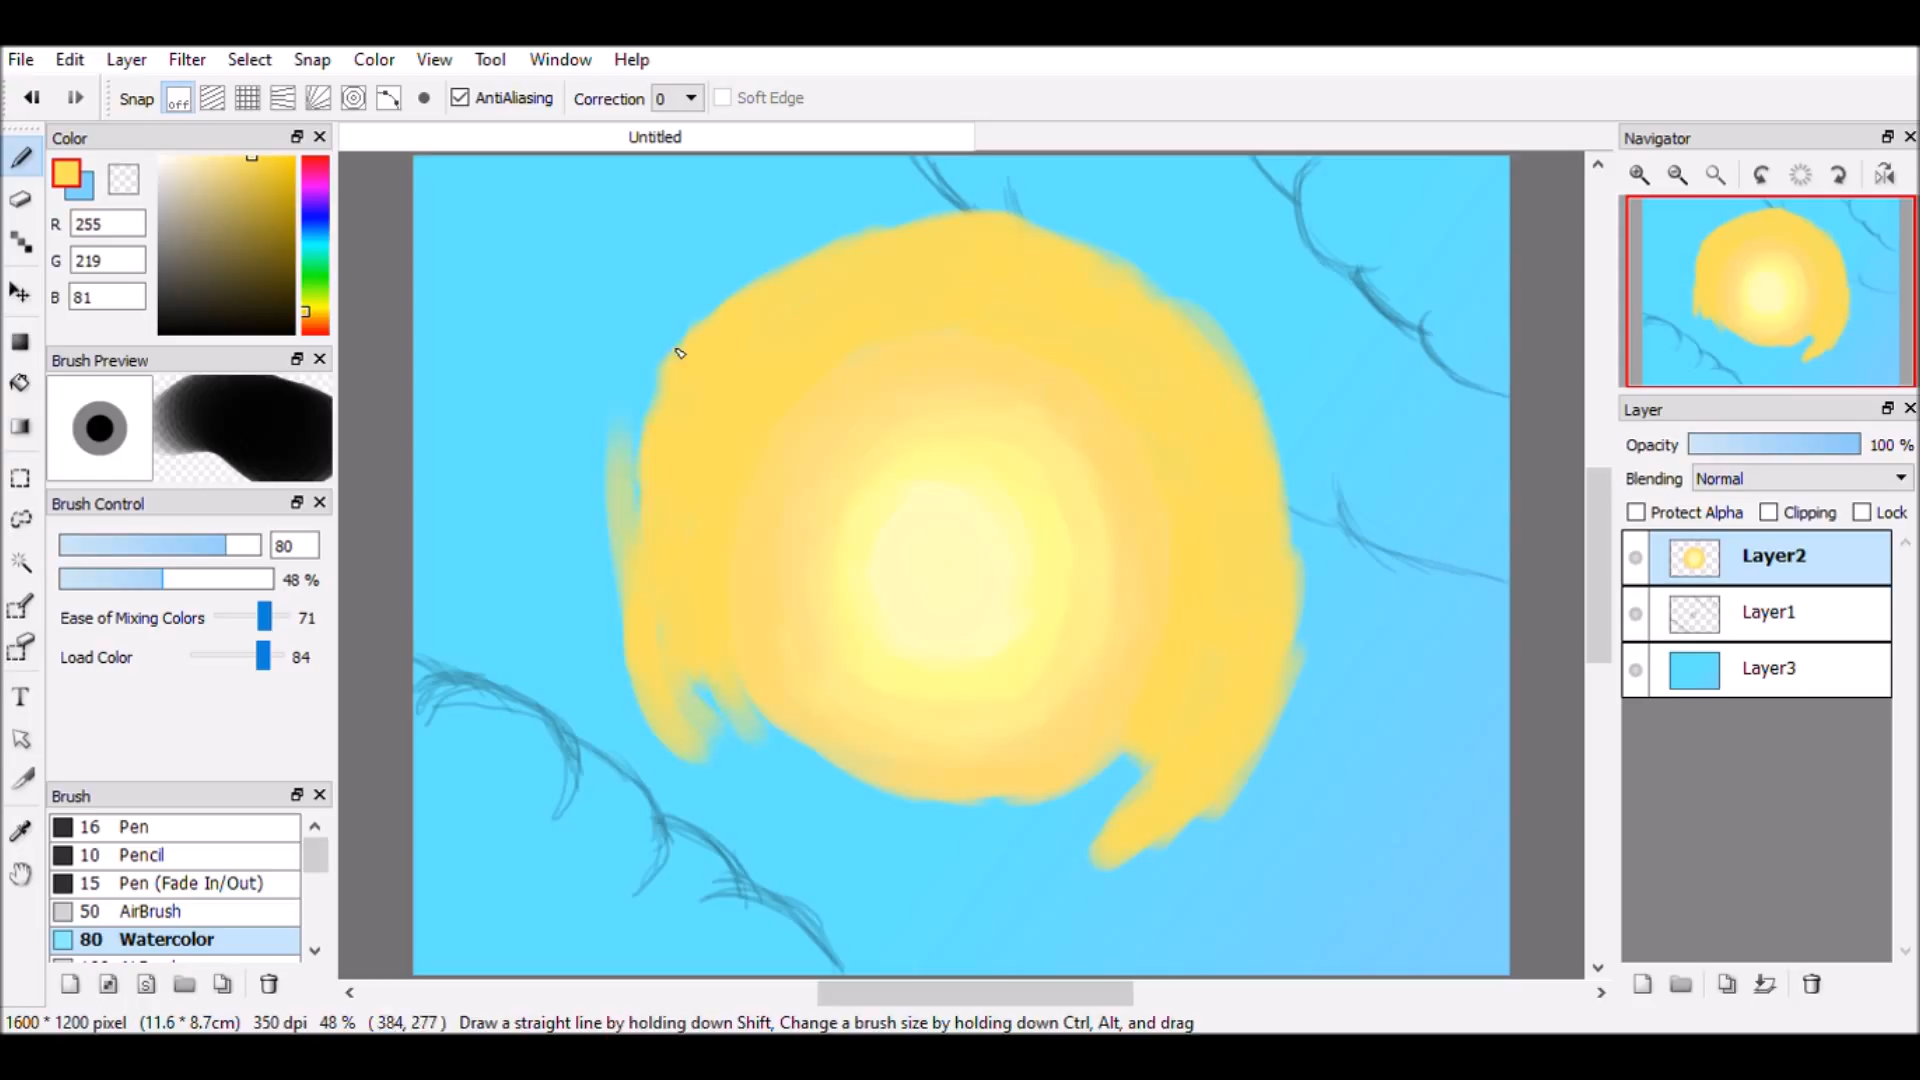 File Edit Layer Filter Select Snap Color View Tool Window Help
Snap off AntiAliasing Correction 0 Soft Edge
Color
Untitled
Navigator
R 255
G 219
B 81
Brush Preview
Layer
Opacity 100 %
Blending Normal
Brush Control
Protect Alpha Clipping Lock
80
Layer2
48 %
Ease of Mixing Colors 71
Layer1
Load Color 84
Layer3
Brush
16 Pen
10 Pencil
15 Pen (Fade In/Out)
50 AirBrush
80 Watercolor
S
1600 * 1200 pixel (11.6 * 8.7cm) 350 dpi 48 % ( 384, 277 ) Draw a straight line by holding down Shift, Change a brush size by holding down Ctrl, Alt, and drag